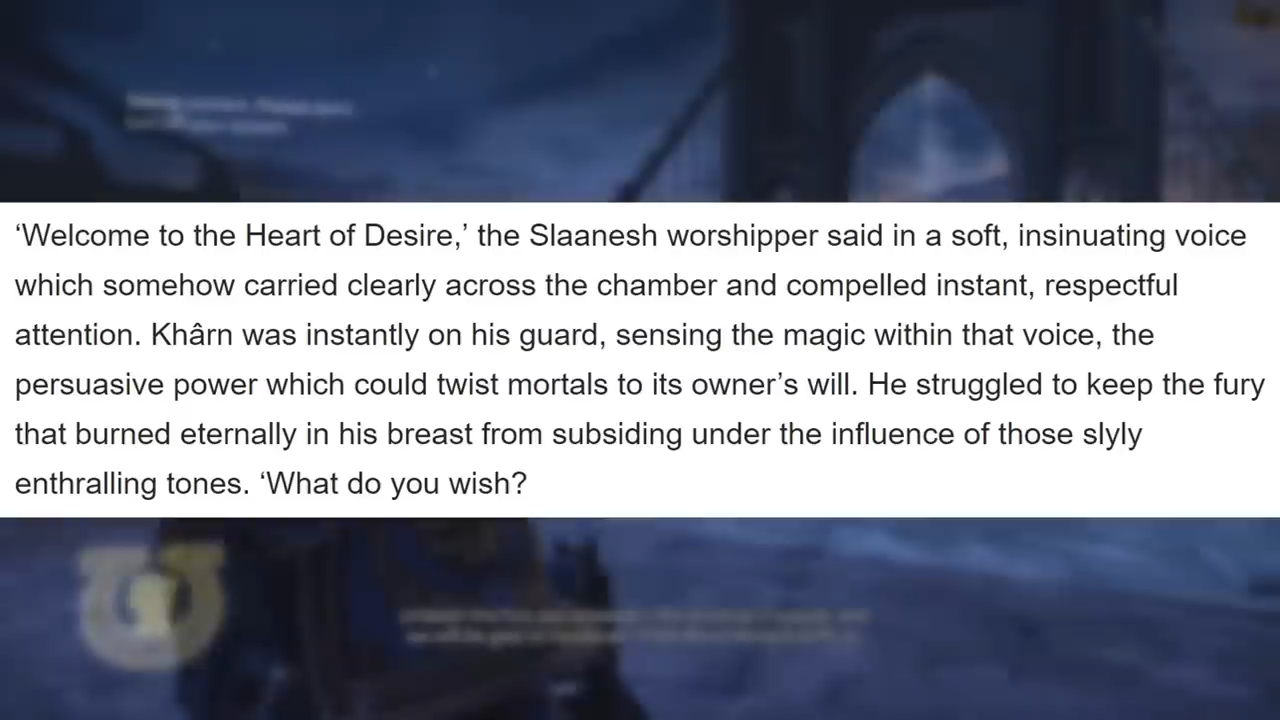 ‘Welcome to the Heart of Desire,’ the Slaanesh worshipper said in a soft, insinuating voice
which somehow carried clearly across the chamber and compelled instant, respectful
attention. Khârn was instantly on his guard, sensing the magic within that voice, the
persuasive power which could twist mortals to its owner’s will. He struggled to keep the fury
that burned eternally in his breast from subsiding under the influence of those slyly
enthralling tones. ‘What do you wish?